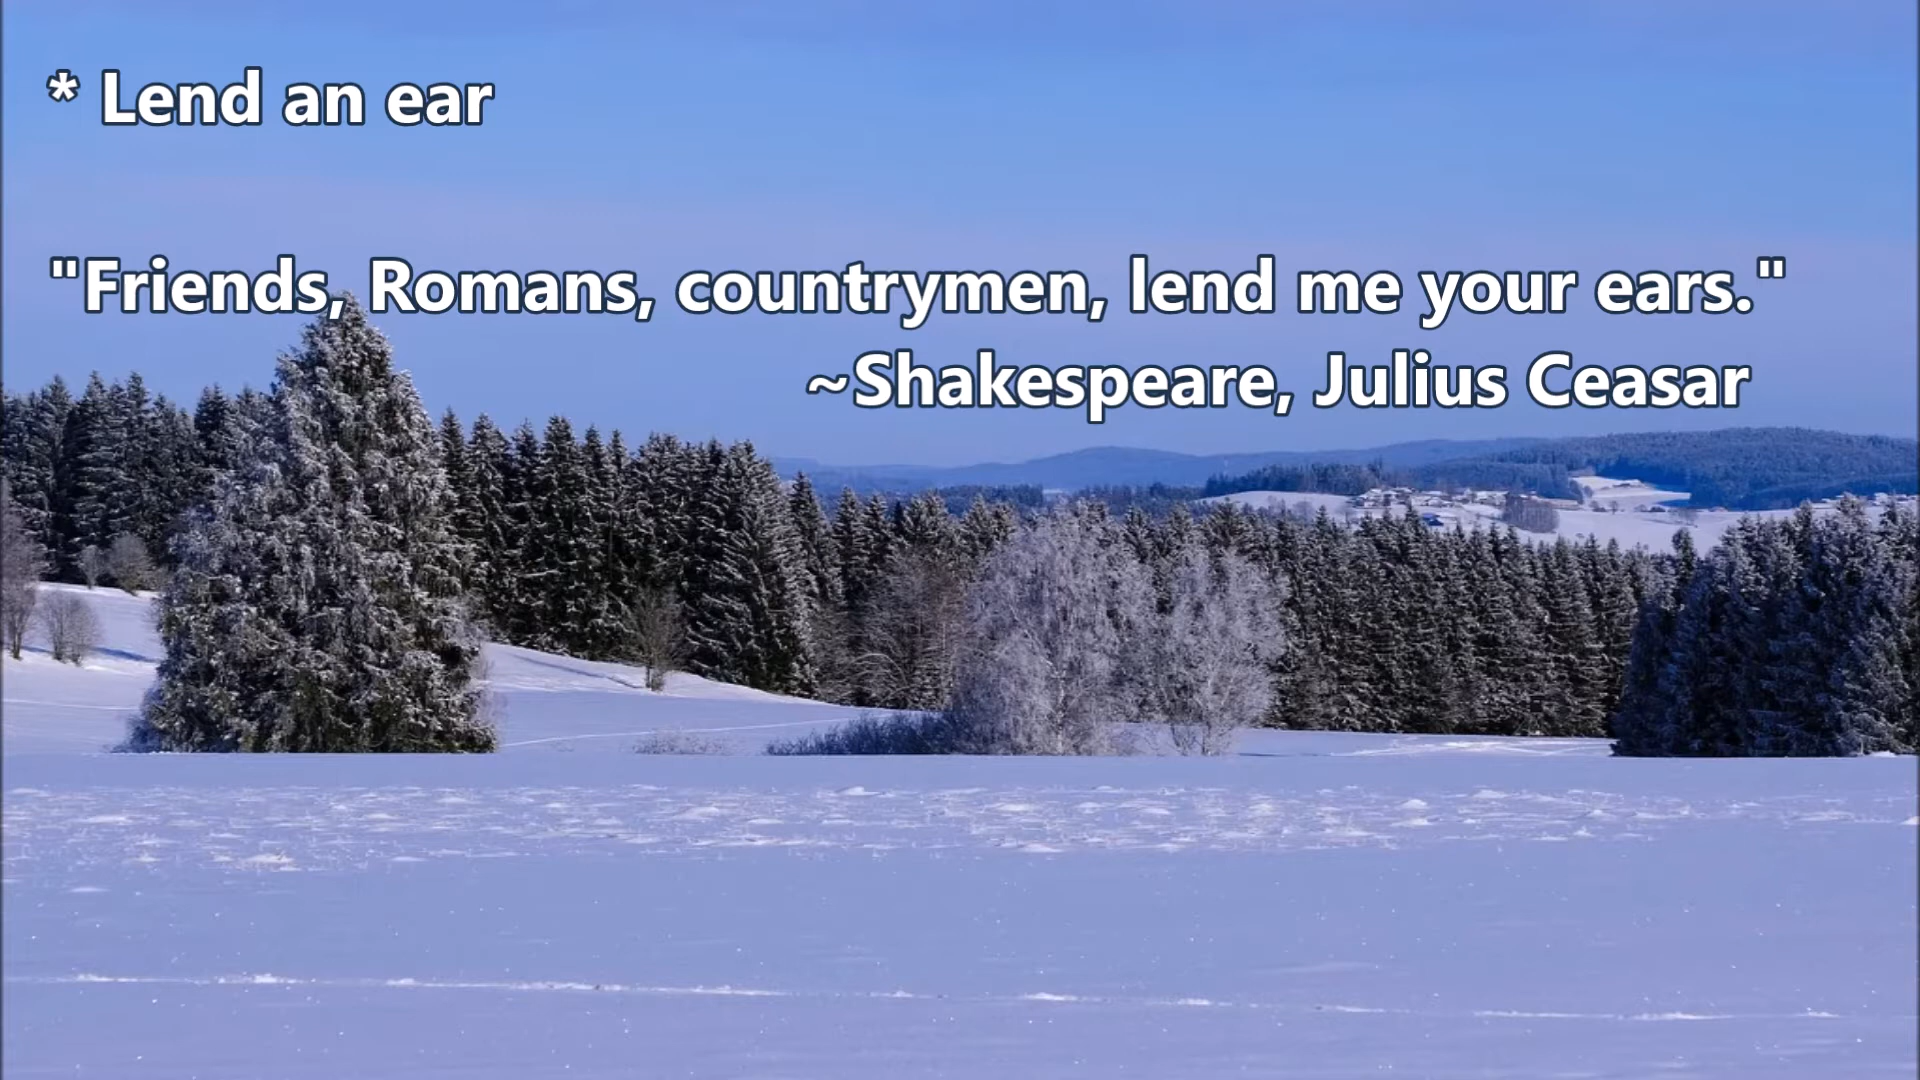 * Lend an ear
"Friends, Romans, countrymen, lend me your ears."
~Shakespeare, Julius Ceasar